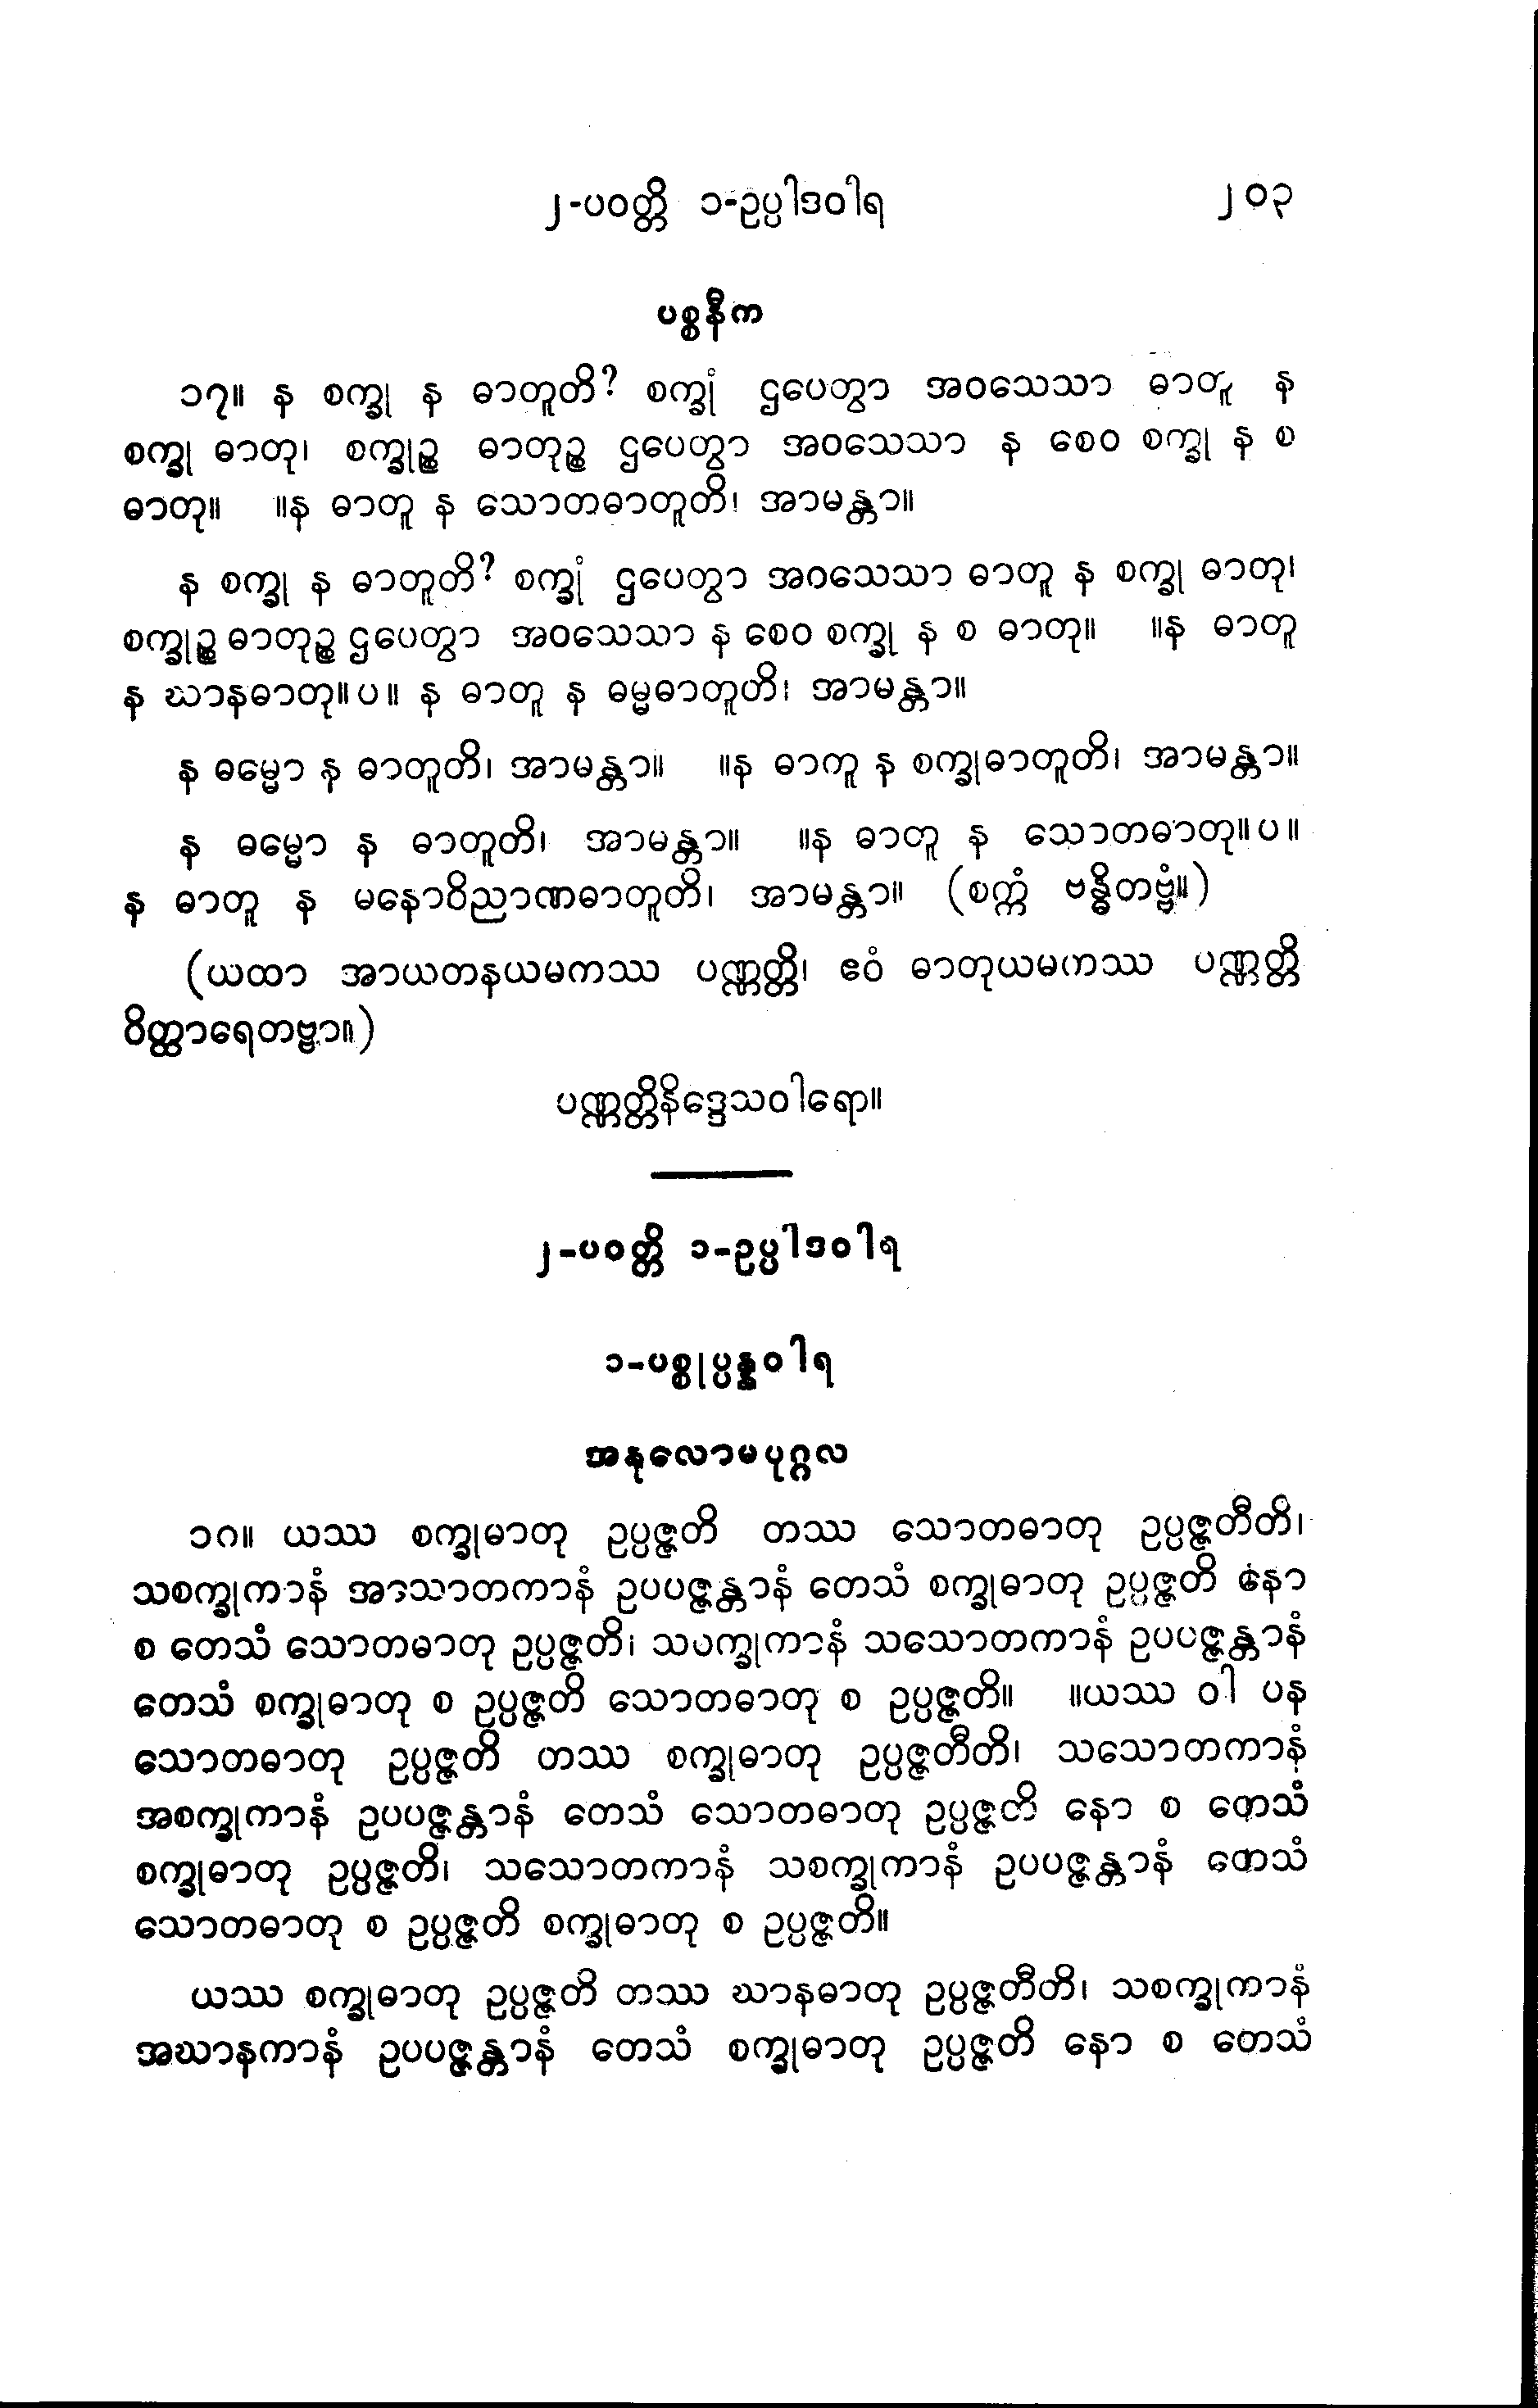 ၂-ပဝတ္တိ ၁-ဥပ္ပါဒဝါရ ၂၀၃
ပစ္စနီက
၁၇။ န စက္ခု န ဓာတူတိ? စက္ခုံ ဌပေတွာ အဝသေသာ ဓာတူ န
စက္ခု ဓာတု၊ စက္ခုဉ္စ ဓာတုဉ္စ ဌပေတွာ အဝသေသာ န စေဝ စက္ခု န စ
ဓာတု။ ။န ဓာတူ န သောတဓာတူတိ၊ အာမန္တာ။
န စက္ခု န ဓာတူတိ? စက္ခုံ ဌပေတွာ အဝသေသာ ဓာတူ န စက္ခု ဓာတု၊
စက္ခုဉ္စ ဓာတုဉ္စ ဌပေတွာ အဝသေသာ န စေဝ စက္ခု န စ ဓာတု။ ။န ဓာတူ
န ဃာနဓာတု။ပ။ န ဓာတူ န ဓမ္မဓာတူတိ၊ အာမန္တာ။
န ဓမ္မော န ဓာတူတိ၊ အာမန္တာ။ ။န ဓာကူ န စက္ခုဓာတူတိ၊ အာမန္တာ။
န ဓမ္မော န ဓာတူတိ၊ အာမန္တာ။ ။န ဓာတူ န သောတဓာတု။ပ။
န ဓာတူ န မနောဝိညာဏဓာတူတိ၊ အာမန္တာ။ (စက္ကံ ဗန္ဓိတဗ္ဗံ။)
(ယထာ အာယတနယမကဿ ပဏ္ဏတ္တိ၊ ဧဝံ ဓာတုယမကဿ ပဏ္ဏတ္တိ
ဝိတ္ထာရေတဗ္ဗာ။)
ပဏ္ဏတ္တိနိဒ္ဒေသဝါရော။
၂-ပဝတ္တိ ၁-ဥပ္ပါဒဝါရ
၁-ပစ္စုပ္ပန္နဝါရ
အနုလောမပုဂ္ဂလ
၁၈။ ယဿ စက္ခုဓာတု ဥပ္ပဇ္ဇတိ တဿ သောတဓာတု ဥပ္ပဇ္ဇတီတိ၊
သစက္ခုကာနံ အသောတကာနံ ဥပပဇ္ဇန္တာနံ တေသံ စက္ခုဓာတု ဥပ္ပဇ္ဇတိ နော
စ တေသံ သောတဓာတု ဥပ္ပဇ္ဇတိ၊ သစက္ခုကာနံ သသောတကာနံ ဥပပဇ္ဇန္တာနံ
တေသံ စက္ခုဓာတု စ ဥပ္ပဇ္ဇတိ သောတဓာတု စ ဥပ္ပဇ္ဇတိ။ ။ယဿ ဝါ ပန
သောတဓာတု ဥပ္ပဇ္ဇတိ တဿ စက္ခုဓာတု ဥပ္ပဇ္ဇတီတိ၊ သသောတကာနံ
အစက္ခုကာနံ ဥပပဇ္ဇန္တာနံ တေသံ သောတဓာတု ဥပ္ပဇ္ဇတိ နော စ တေသံ
စက္ခုဓာတု ဥပ္ပဇ္ဇတိ၊ သသောတကာနံ သစက္ခုကာနံ ဥပပဇ္ဇန္တာနံ တေသံ
သောတဓာတု စ ဥပ္ပဇ္ဇတိ စက္ခုဓာတု စ ဥပ္ပဇ္ဇတိ။
ယဿ စက္ခုဓာတု ဥပ္ပဇ္ဇတိ တဿ ဃာနဓာတု ဥပ္ပဇ္ဇတီတိ၊ သစက္ခုကာနံ
အဃာနကာနံ ဥပပဇ္ဇန္တာနံ တေသံ စက္ခုဓာတု ဥပ္ပဇ္ဇတိ နော စ တေသံ